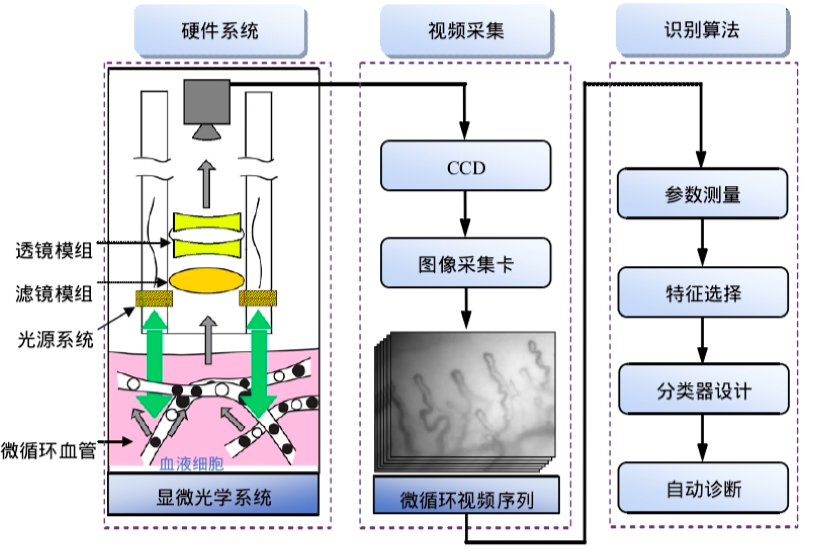 硬件系统
视频采集
识别算法
透镜模组
滤镜模组
光源系统
微循环血管
血液细胞
显微光学系统
CCD
图像采集卡
微循环视频序列
参数测量
特征选择
分类器设计
自动诊断